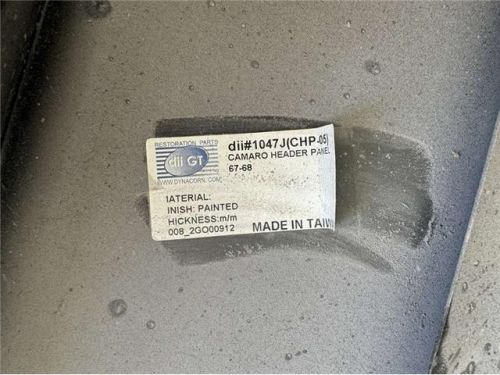 RESTORATION PARTS
dii GT
WWW.DYNACORN.COM
dii#1047J(CHP-05)
CAMARO HEADER PANEL
67-68
IATERIAL:
INISH: PAINTED
HICKNESS:m/m
008_2GO00912
MADE IN TAIW